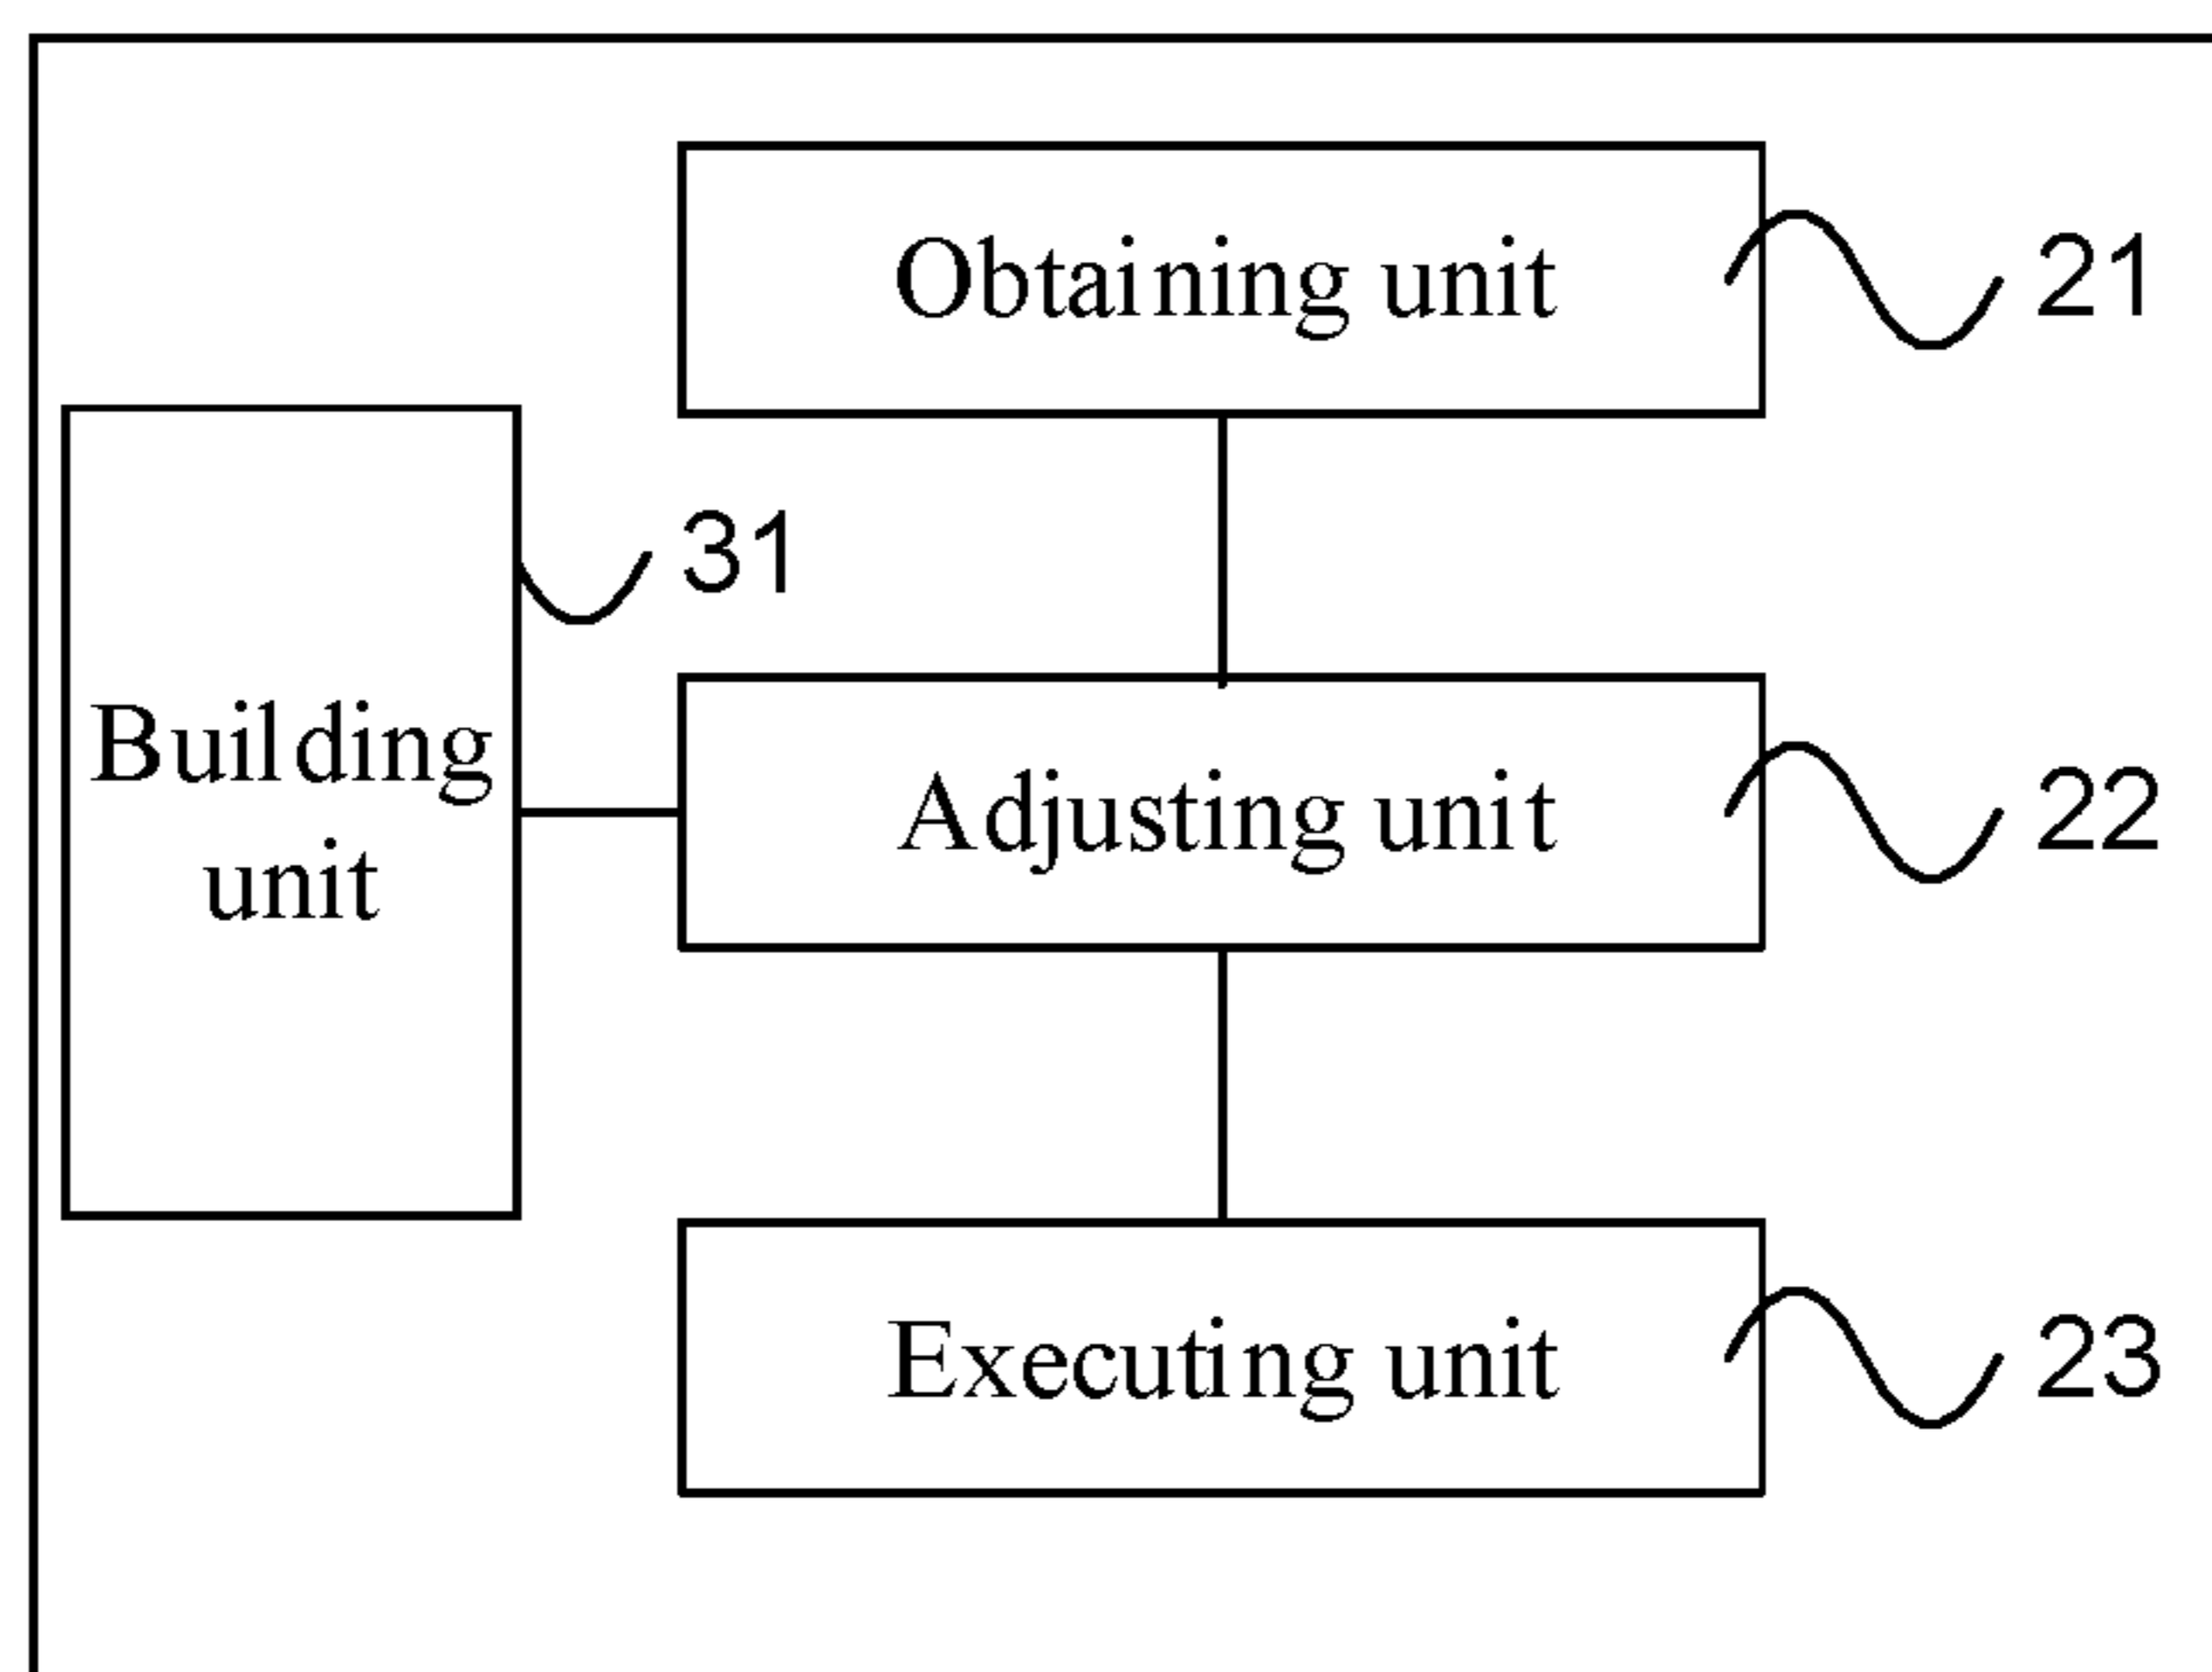 Obtaining unit
21
31
Building
unit
Adjusting unit
22
Executing unit
23